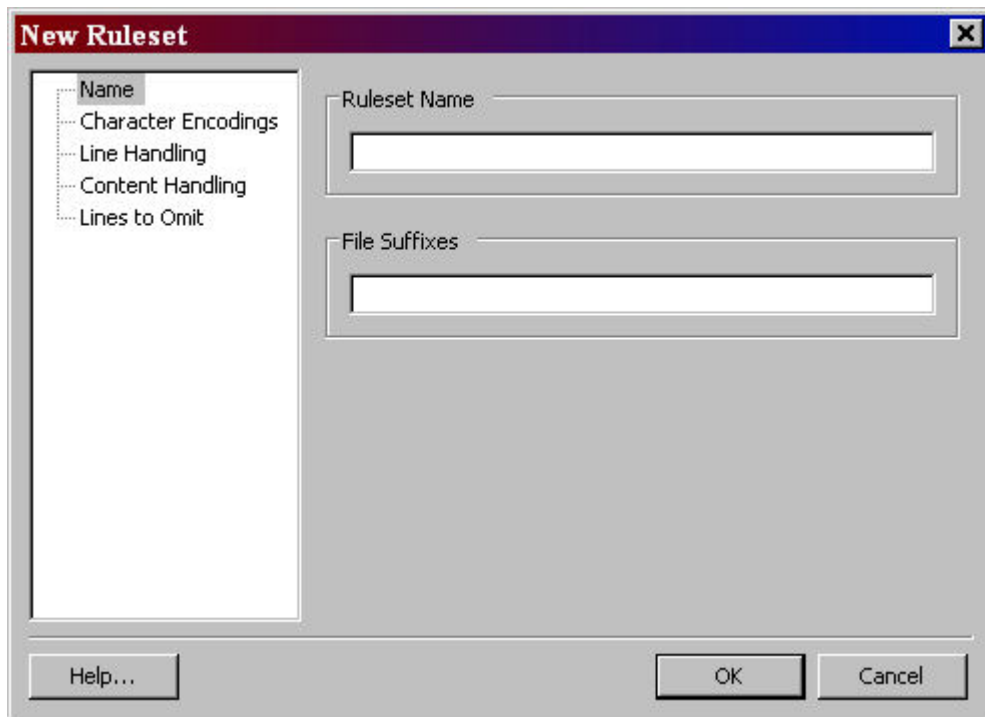 New Ruleset
Name
Character Encodings
Line Handling
Content Handling
Lines to Omit
Ruleset Name
File Suffixes
Help...
OK
Cancel